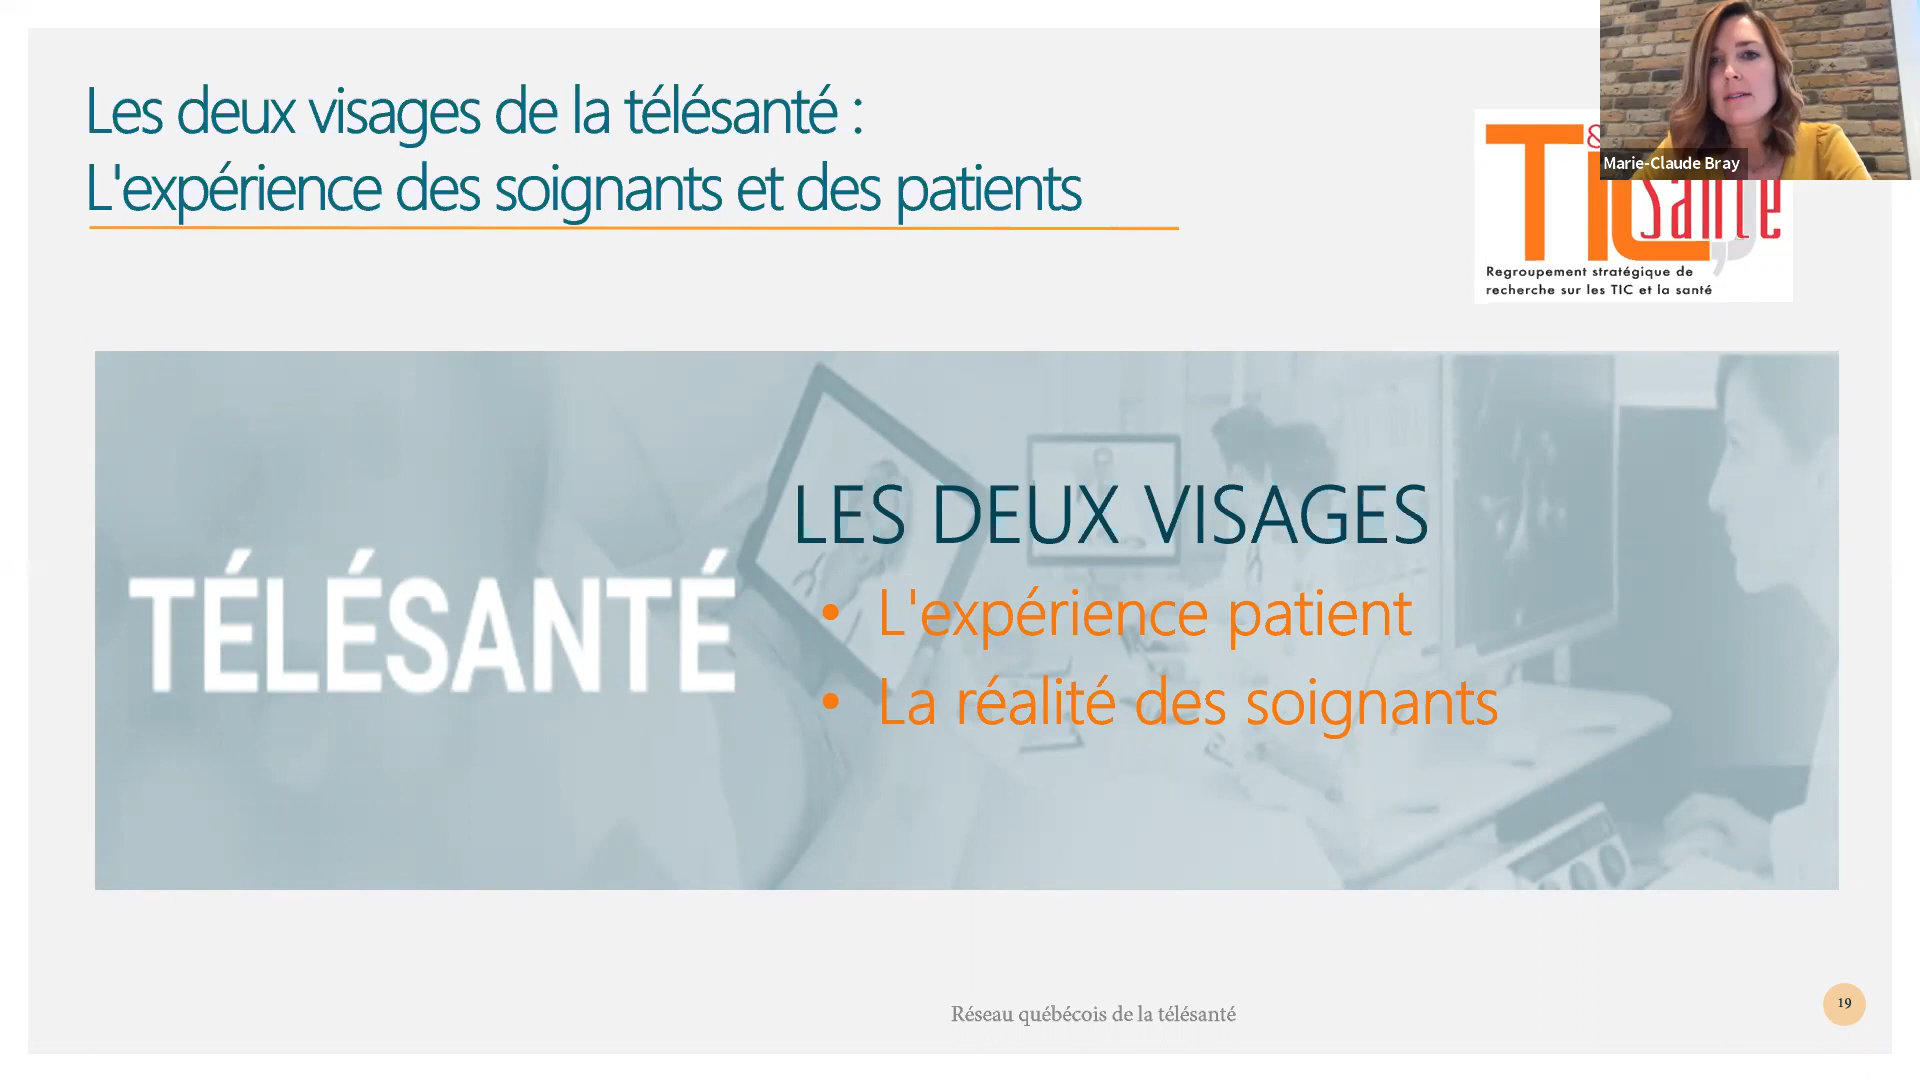 Les deux visages de la télésanté :
L'expérience des soignants et des patients
Marie-Claude Bray
&
TIC
santé
Regroupement stratégique de
recherche sur les TIC et la santé
TÉLÉSANTÉ
LES DEUX VISAGES
• L'expérience patient
• La réalité des soignants
Réseau québécois de la télésanté
19